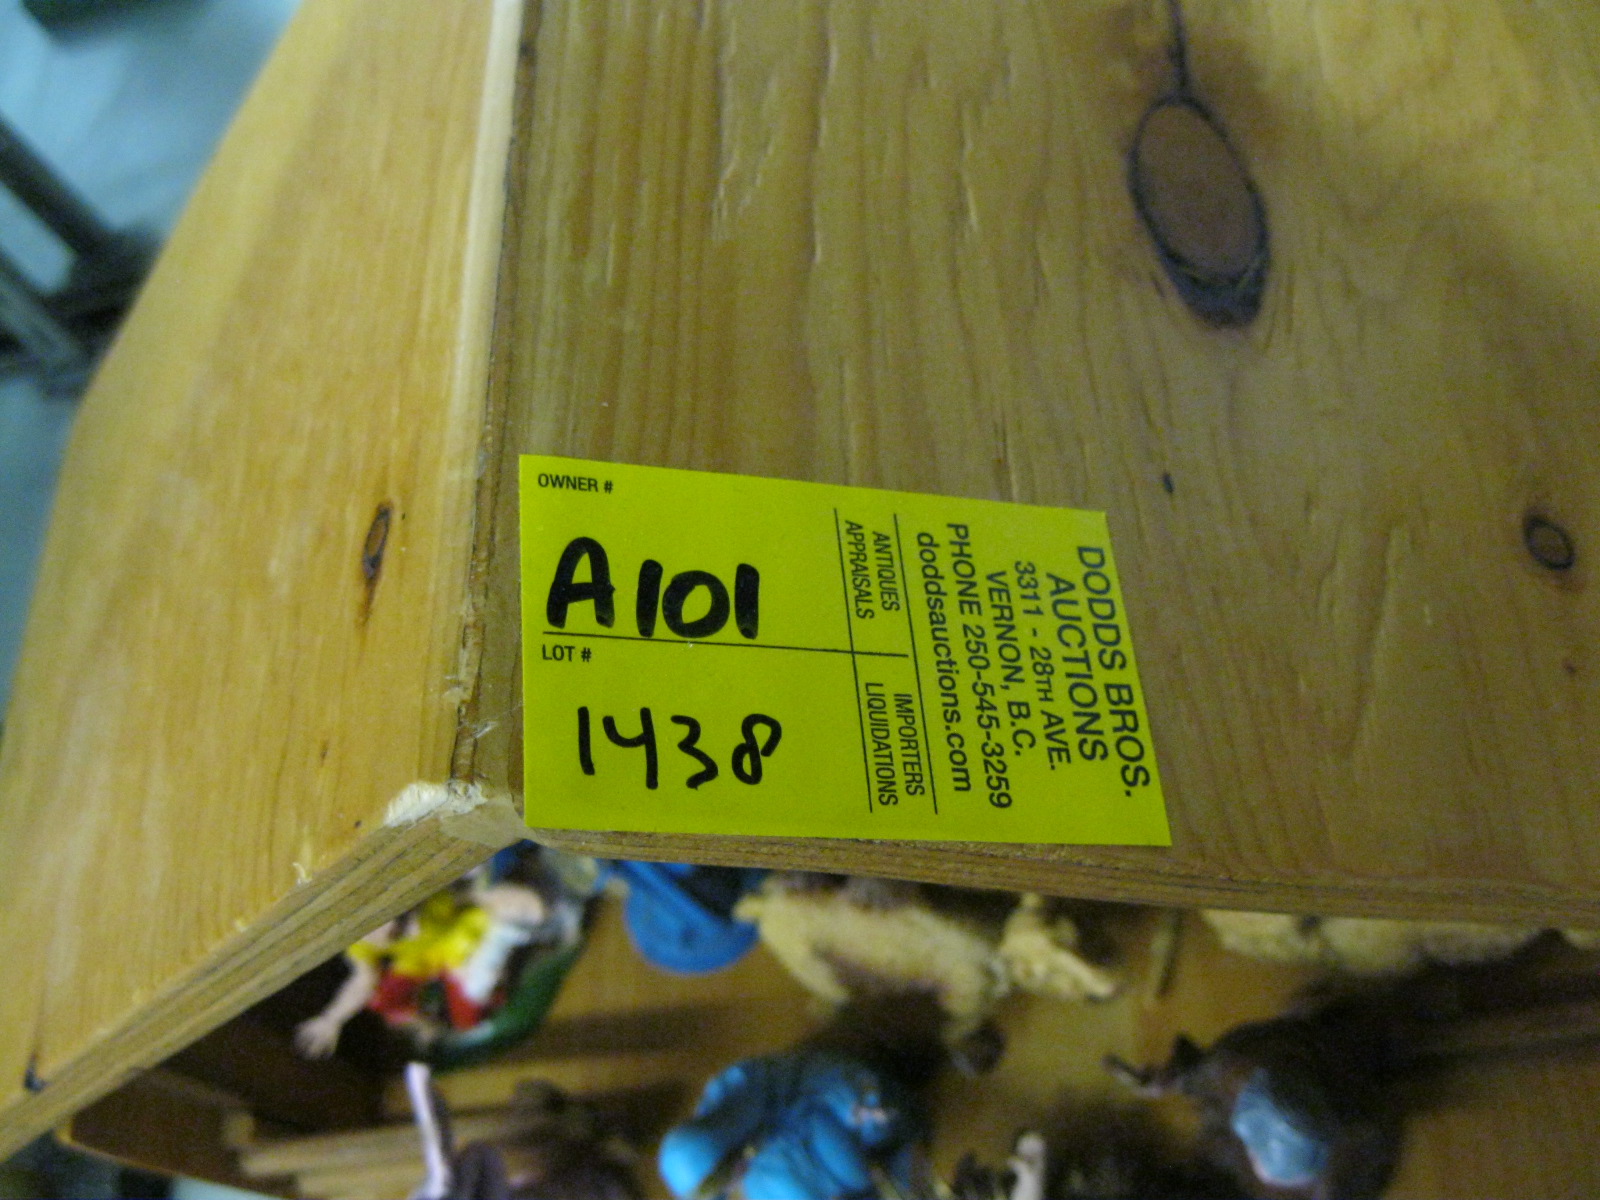 OWNER #
A101
LOT #
1438
ANTIQUES
APPRAISALS
IMPORTERS
LIQUIDATIONS
DODDS BROS.
AUCTIONS
3311 - 28TH AVE.
VERNON, B.C.
PHONE 250-545-3259
doddsauctions.com